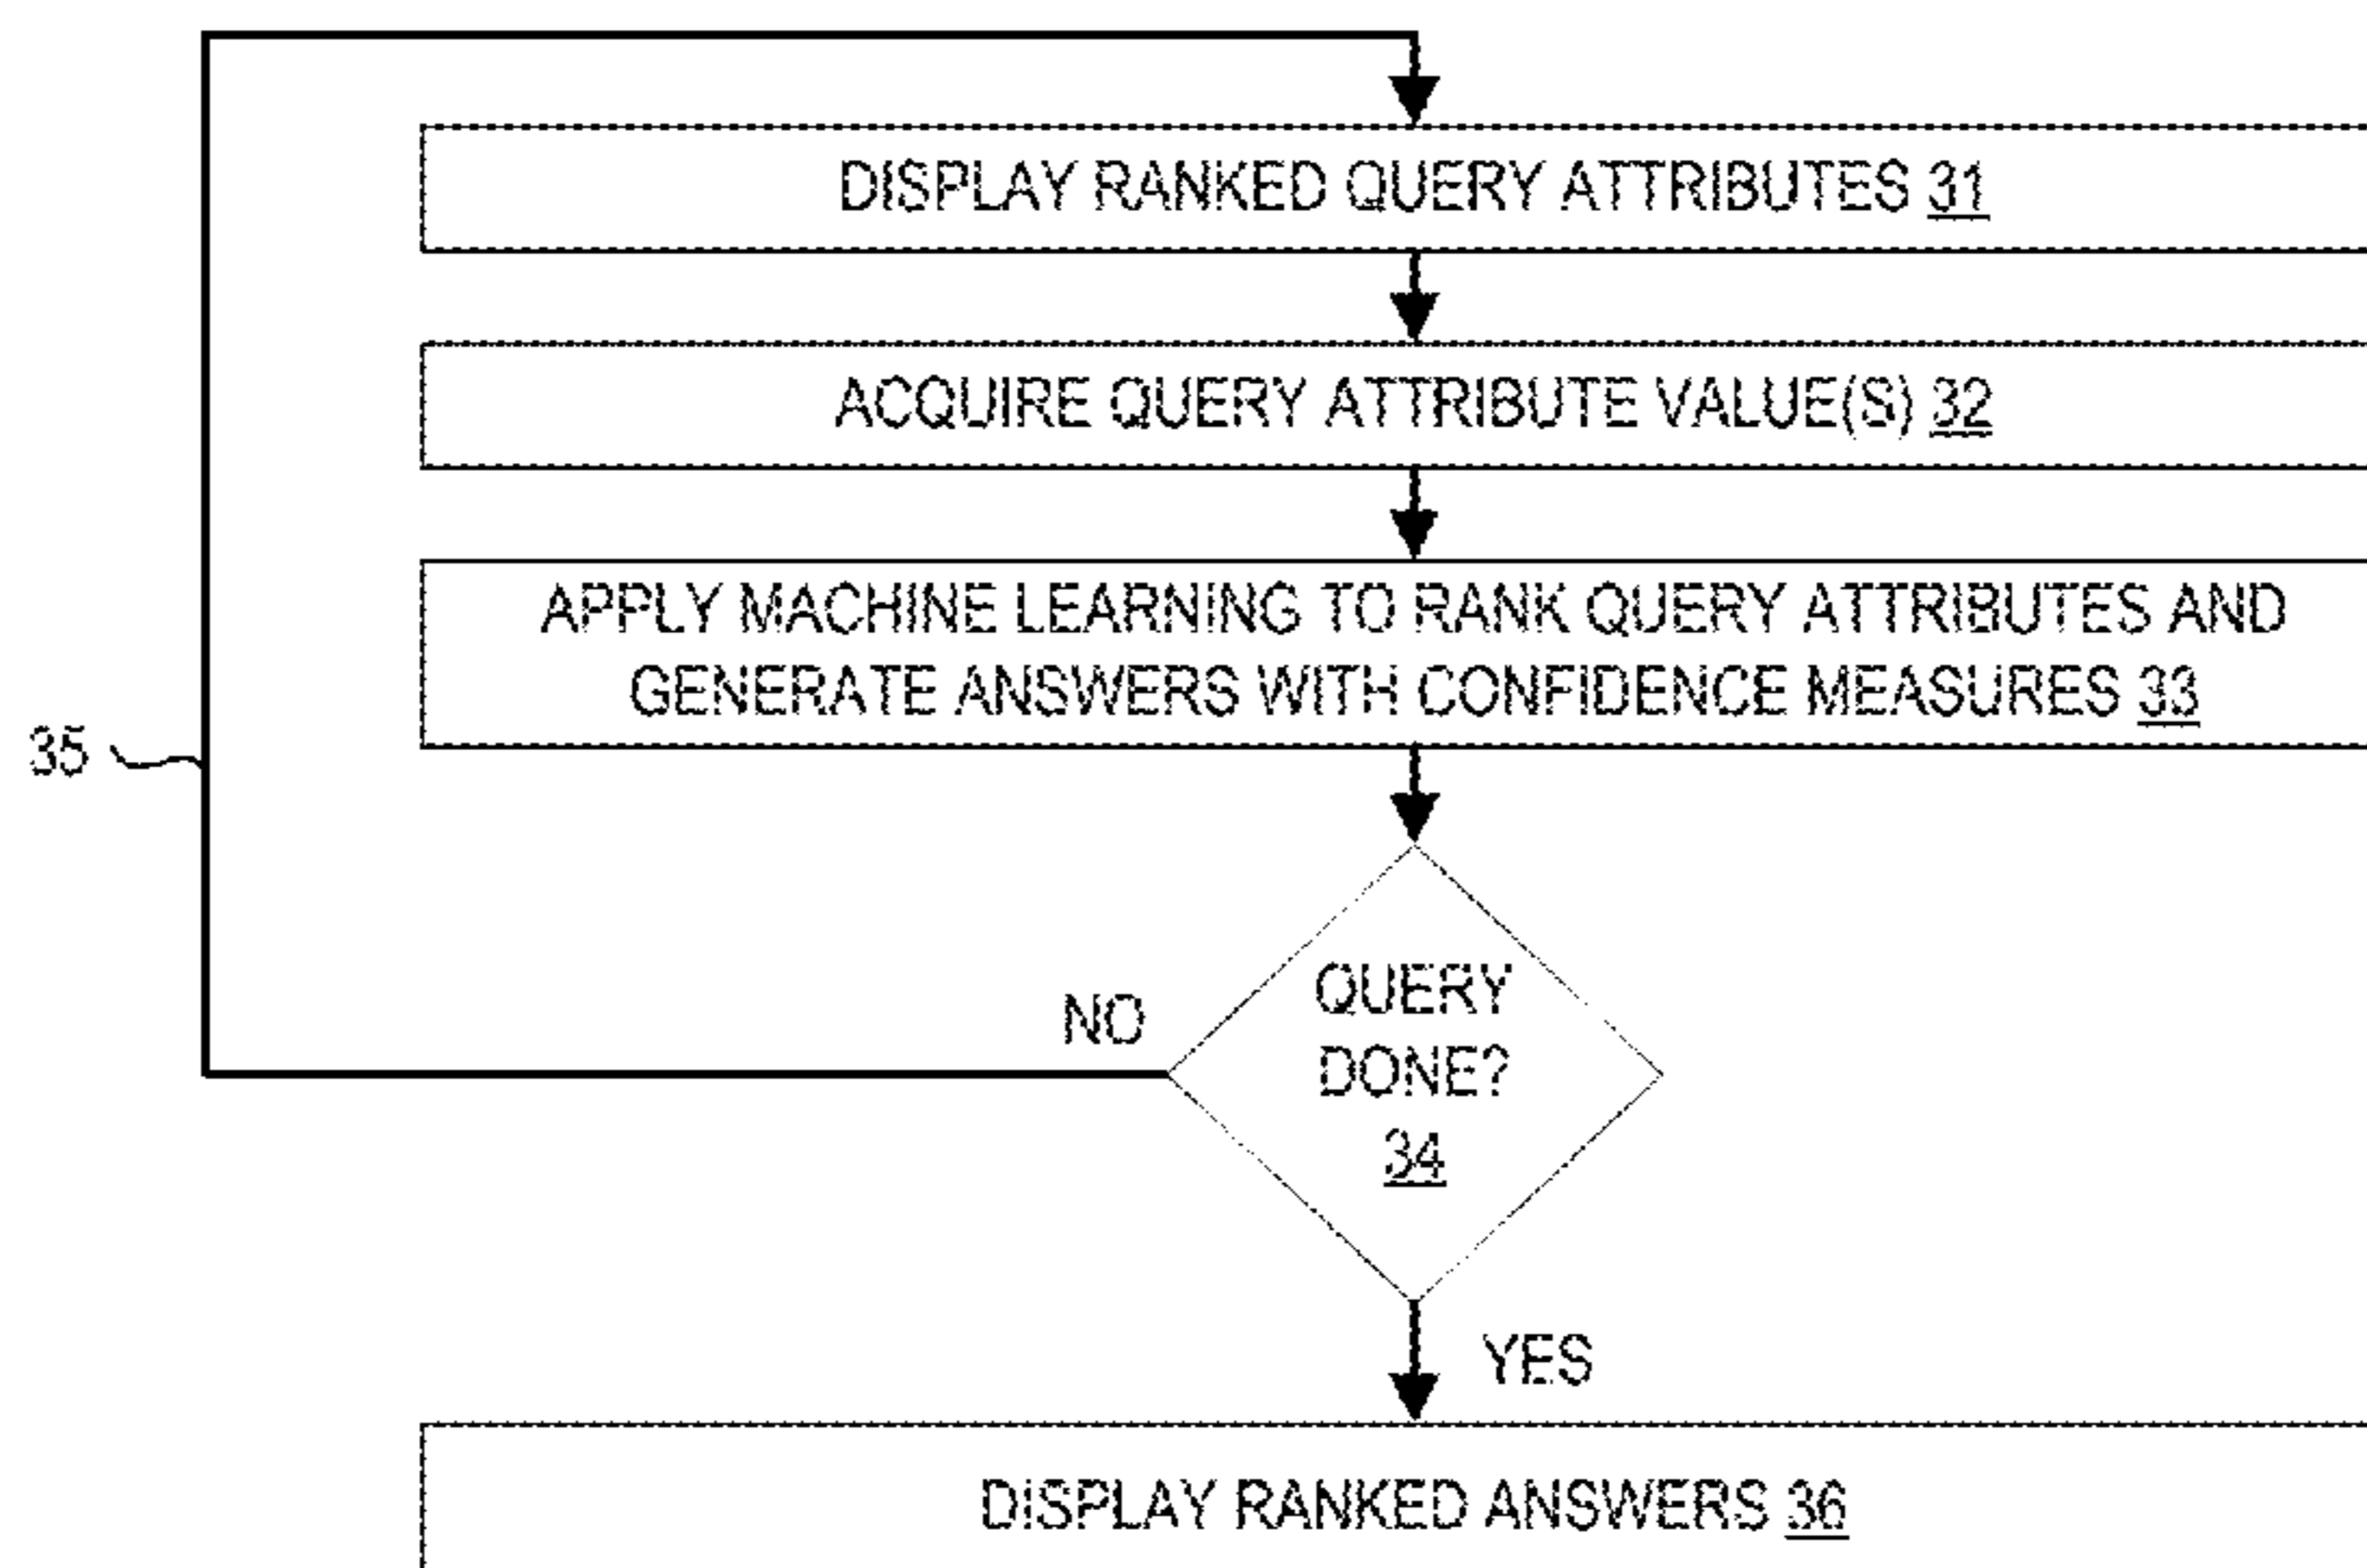 DISPLAY RANKED QUERY ATTRIBUTES 31
ACQUIRE QUERY ATTRIBUTE VALUE(S) 32
APPLY MACHINE LEARNING TO RANK QUERY ATTRIBUTES AND
GENERATE ANSWERS WITH CONFIDENCE MEASURES 33
35
NO
QUERY
DONE?
34
YES
DISPLAY RANKED ANSWERS 36